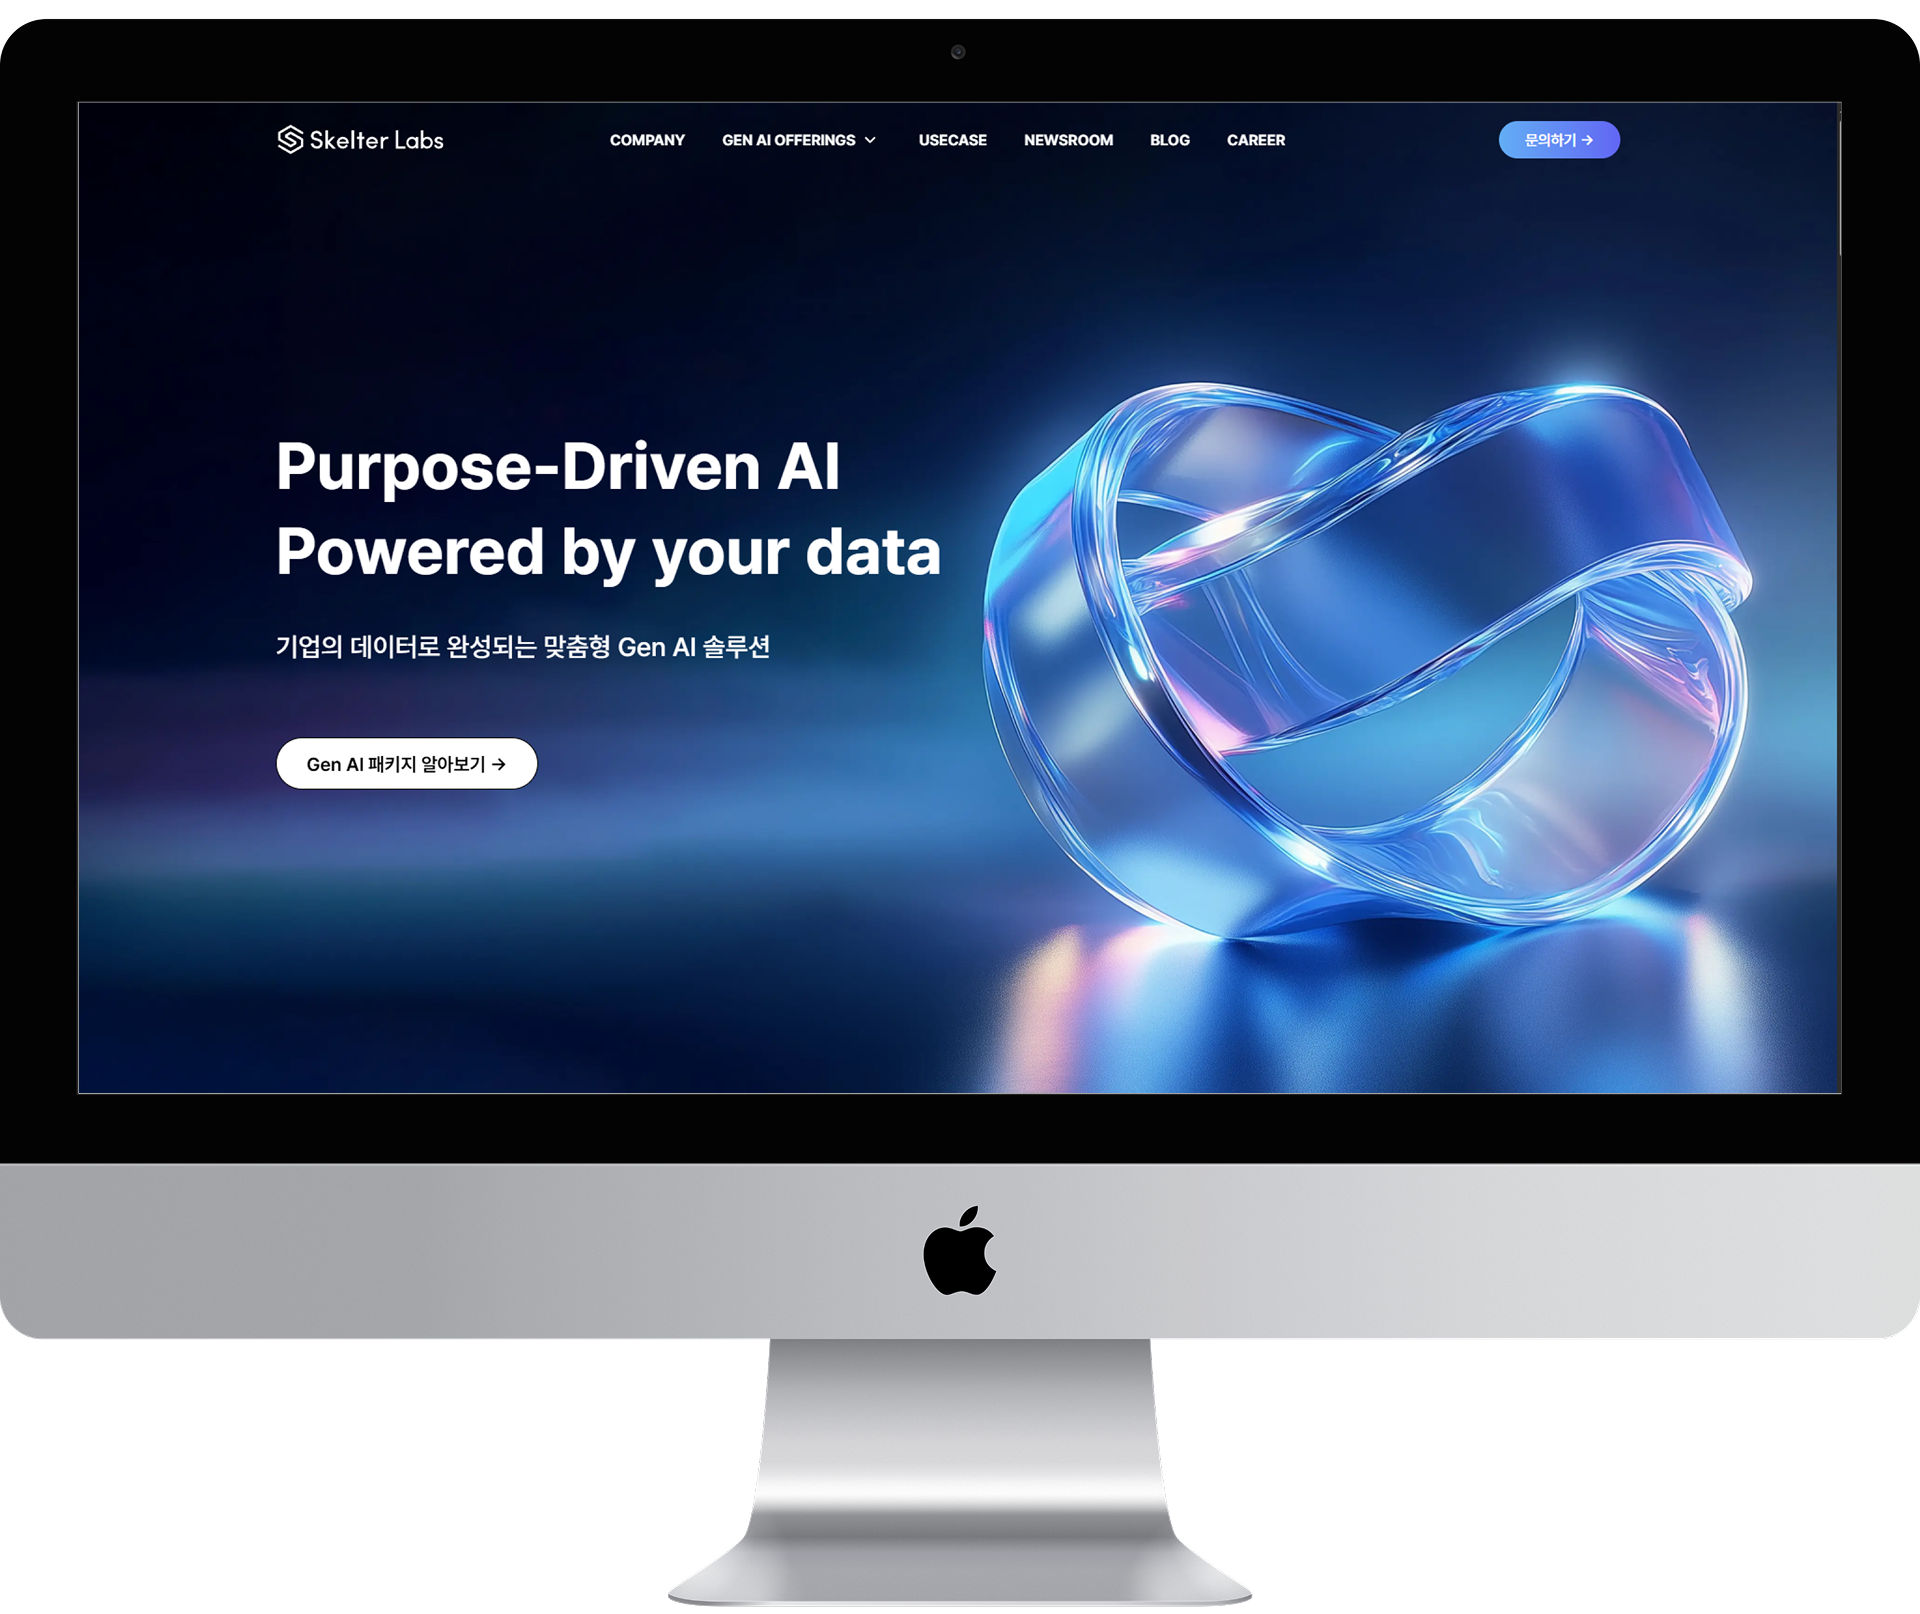 Skelter Labs
COMPANY GEN AI OFFERINGS USECASE NEWSROOM BLOG CAREER
문의하기 →
Purpose-Driven AI
Powered by your data
기업의 데이터로 완성되는 맞춤형 Gen AI 솔루션
Gen AI 패키지 알아보기 →